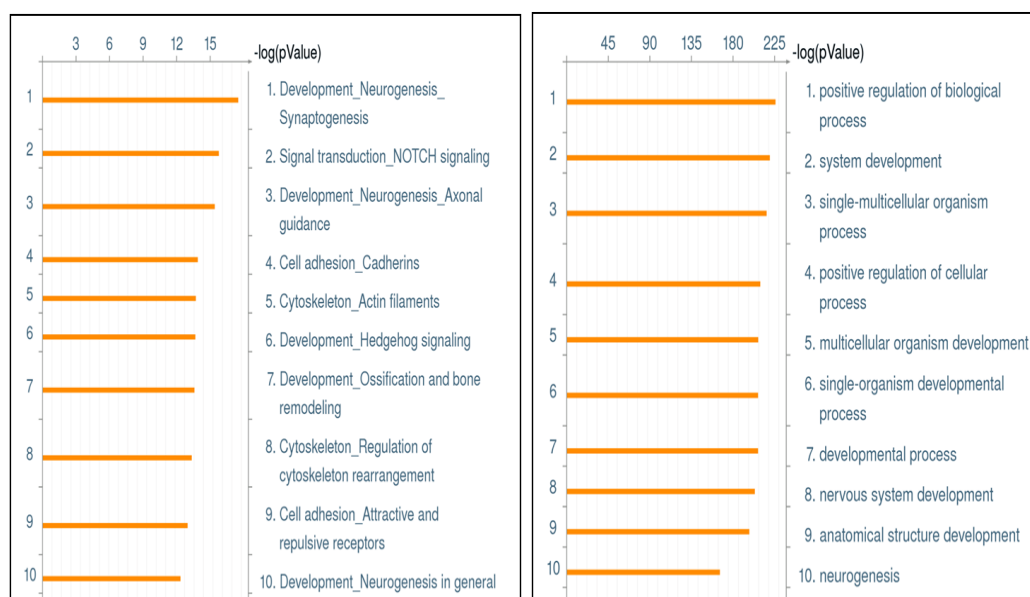 3 6 9 12 15
-log(pValue)
1
1. Development_Neurogenesis_
Synaptogenesis
2
2. Signal transduction_NOTCH signaling
3
3. Development_Neurogenesis_Axonal
guidance
4
4. Cell adhesion_Cadherins
5
5. Cytoskeleton_Actin filaments
6
6. Development_Hedgehog signaling
7
7. Development_Ossification and bone
remodeling
8
8. Cytoskeleton_Regulation of
cytoskeleton rearrangement
9
9. Cell adhesion_Attractive and
repulsive receptors
10
10. Development_Neurogenesis in general
45 90 135 180 225
-log(pValue)
1
1. positive regulation of biological
process
2
2. system development
3
3. single-multicellular organism
process
4
4. positive regulation of cellular
process
5
5. multicellular organism development
6
6. single-organism developmental
process
7
7. developmental process
8
8. nervous system development
9
9. anatomical structure development
10
10. neurogenesis